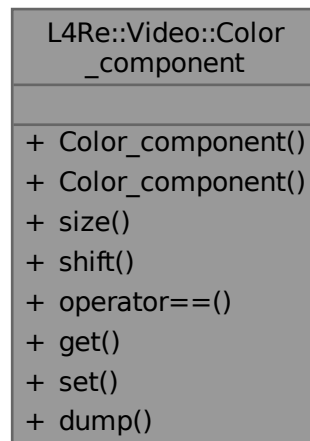 L4Re::Video::Color
_component
+ Color_component()
+ Color_component()
+ size()
+ shift()
+ operator==()
+ get()
+ set()
+ dump()